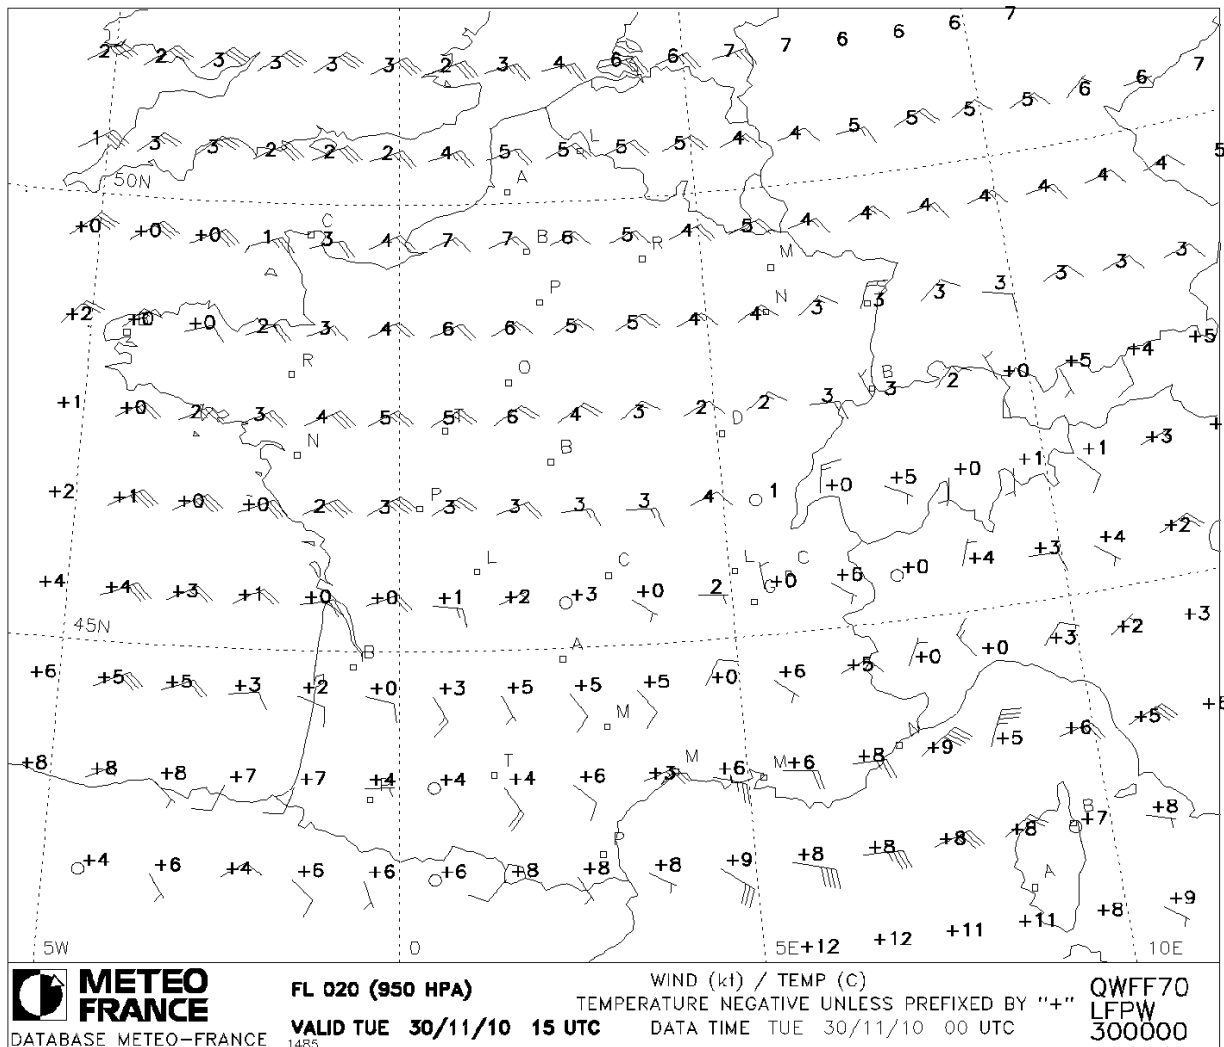 2 2 3 3 3 3 2 3 4 6 6 7 7 6 6 6 7
1 3 3 2 2 2 4 5 5 L 5 5 4 4 5 5 5 5 6 6 7
50N A 5
+0 +0 +0 1 C 3 4 7 7 B 6 5 R 4 5 4 4 4 4 4 4 4
M
P N
+2 +0 +0 2 3 4 6 6 5 5 4 4 3 3 3 3 3 3 3
R O B
+1 +0 2 3 4 5 5 6 4 3 2 2 3 3 2 +0 +5 +4 +5
N B D
+2 +1 +0 +0 2 3 P 3 3 3 3 4 1 +0 +5 +0 +1 +1 +3
L C L C
+4 +4 +3 +1 +0 +0 +1 +2 +3 +0 2 +0 +6 +0 +4 +3 +4 +2
45N
B A
+6 +5 +5 +3 +2 +0 +3 +5 +5 +5 +0 +6 +5 +0 +0 +3 +2 +3
M N
+8 +8 +8 +7 +7 +4 +4 T +4 +6 +3 M +6 M +6 +8 +9 +5 +6 +5
P B
+4 +6 +4 +6 +6 +6 +8 +8 +8 +9 +8 +8 +8 +8 +7 +8
A
+12 +12 +11 +11 +8 +9
5W 0 5E 10E
METEO
FRANCE
DATABASE METEO-FRANCE
FL 020 (950 HPA)
VALID TUE 30/11/10 15 UTC
1485
WIND (kt) / TEMP (C)
TEMPERATURE NEGATIVE UNLESS PREFIXED BY "+"
DATA TIME TUE 30/11/10 00 UTC
QWFF70
LFPW
300000